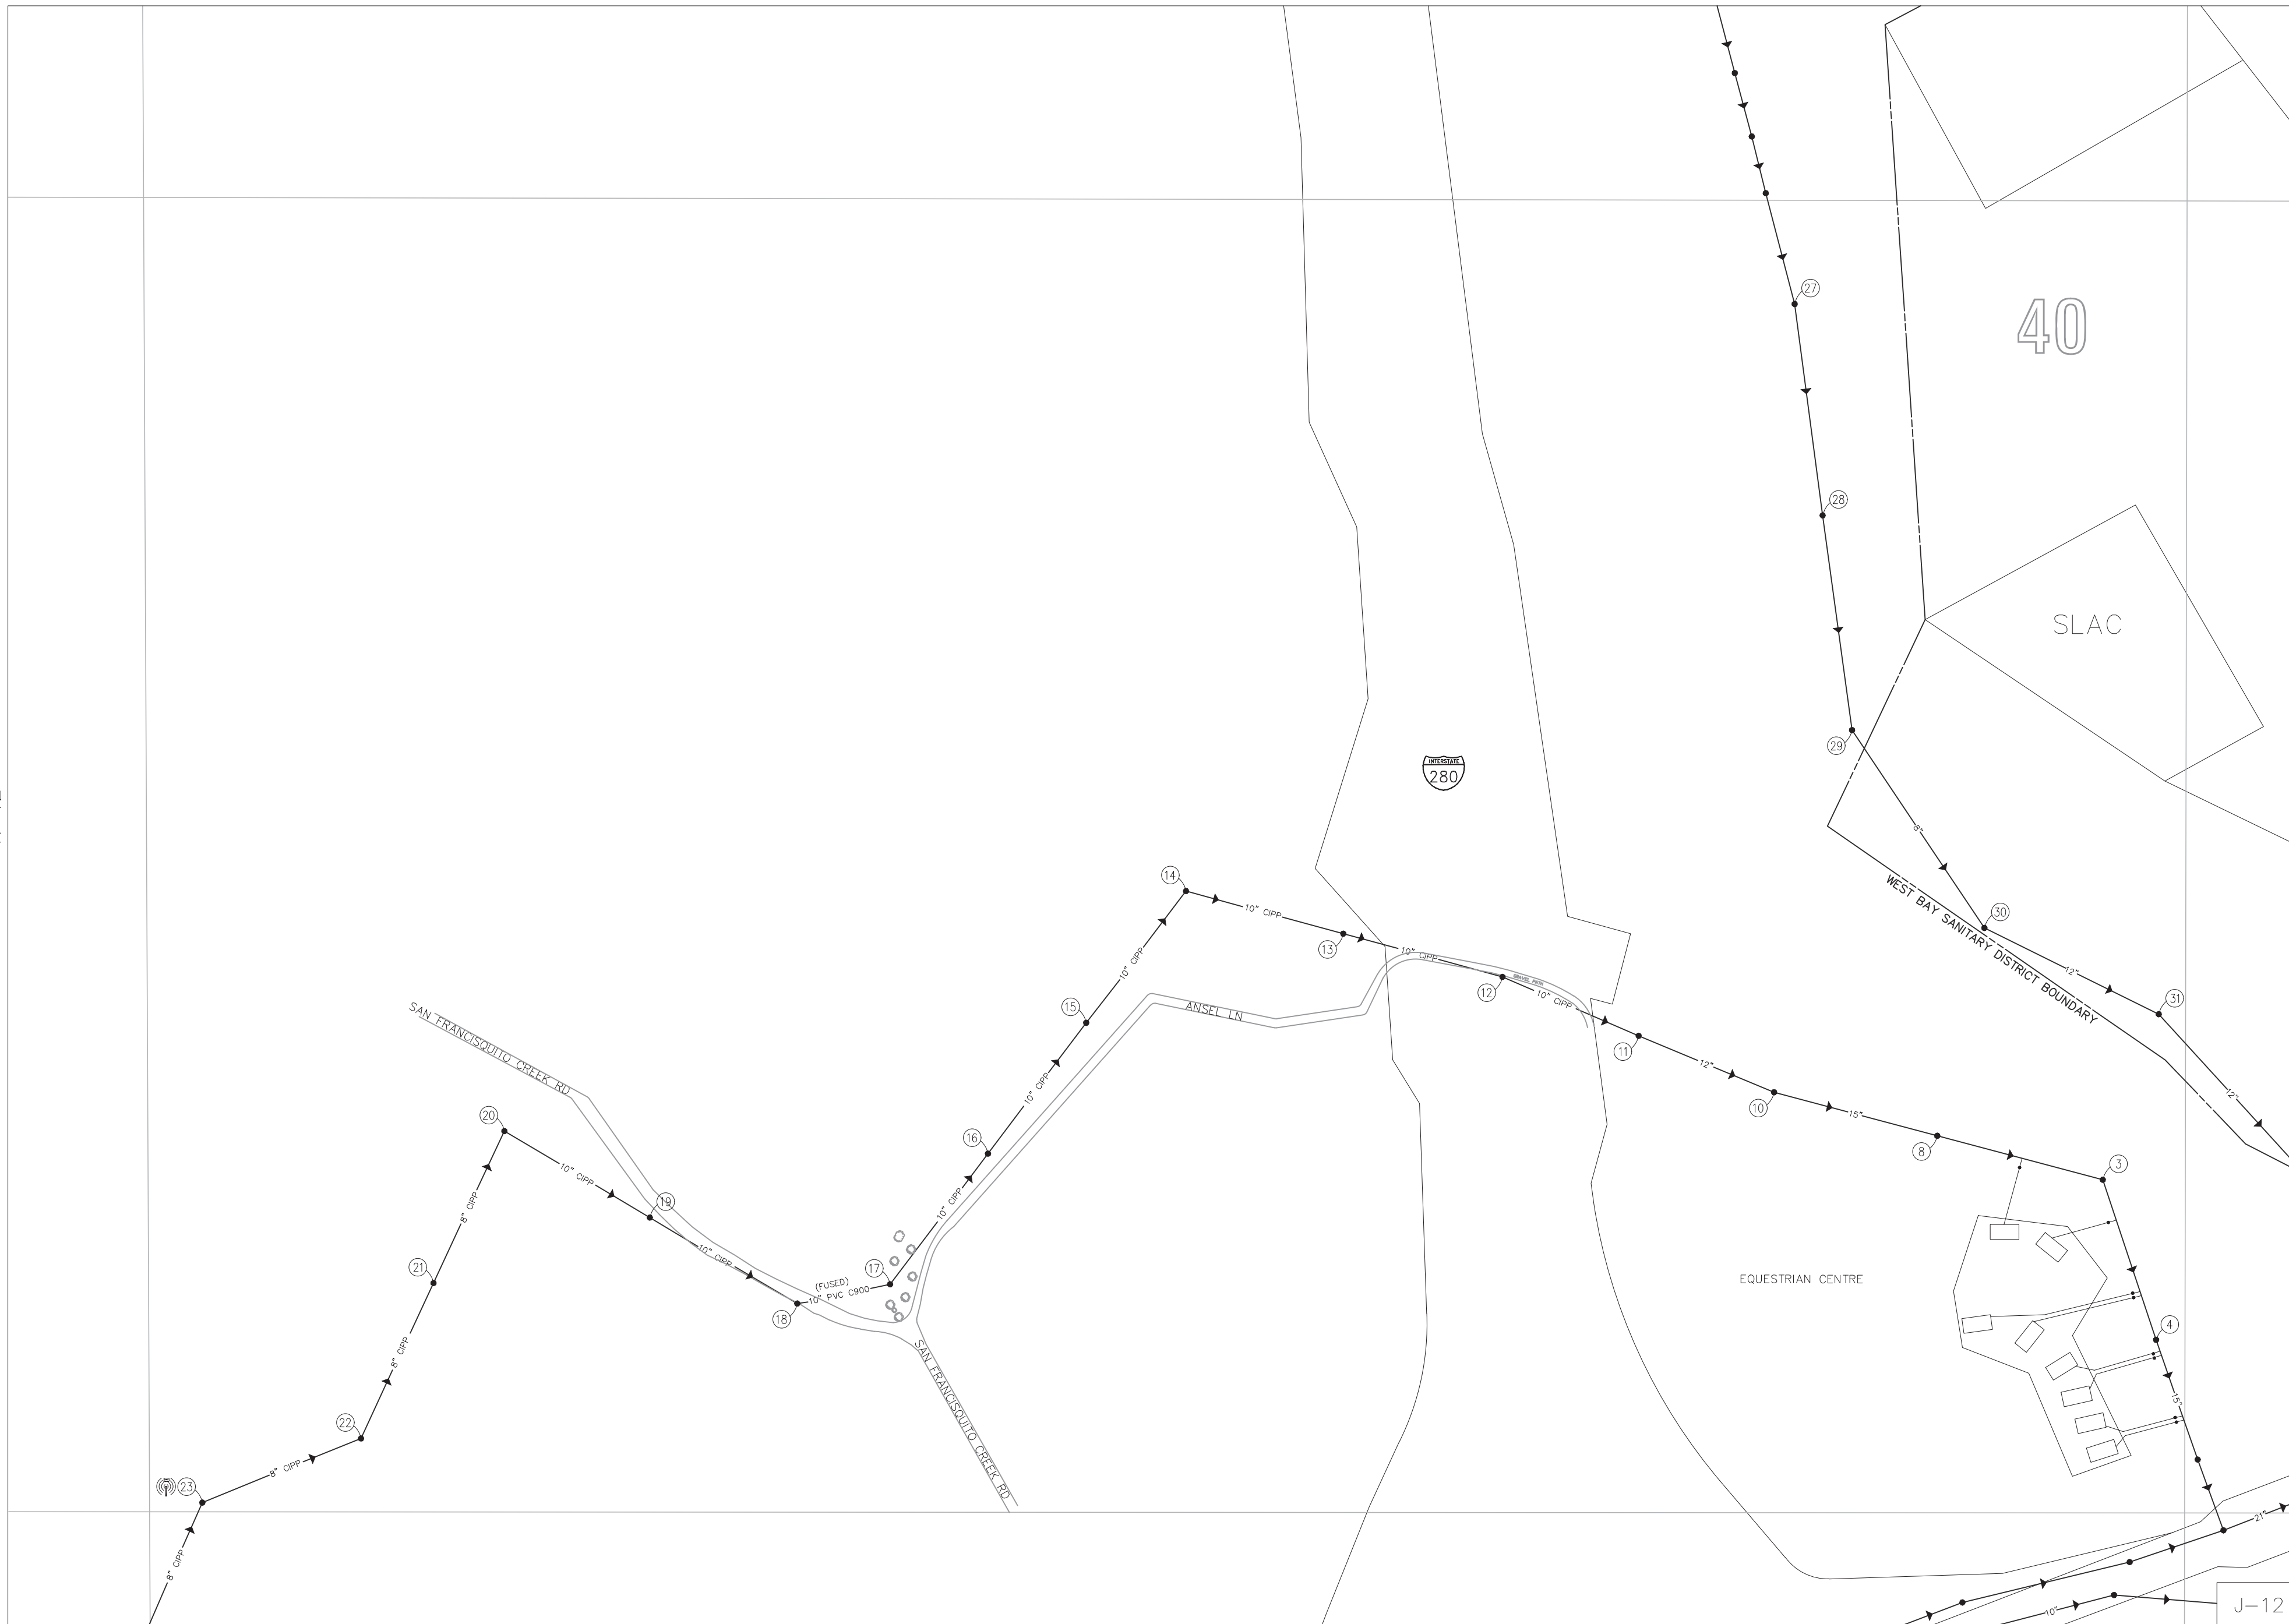 27
40
28
SLAC
29
INTERSTATE
280
8"
14
30
WEST BAY SANITARY DISTRICT BOUNDARY
10" CIPP
13
10" CIPP
12"
10" CIPP
12
GRAVEL PATH
10" CIPP
31
15
ANSEL LN
SAN FRANCISQUITO CREEK RD
11
12"
12"
10" CIPP
20
10
15"
16
8
3
10" CIPP
19
8" CIPP
10" CIPP
10" CIPP
21
17
(FUSED)
10" PVC C900
18
EQUESTRIAN CENTRE
4
8" CIPP
SAN FRANCISQUITO CREEK RD
15"
22
8" CIPP
23
21"
8" CIPP
10"
J-12